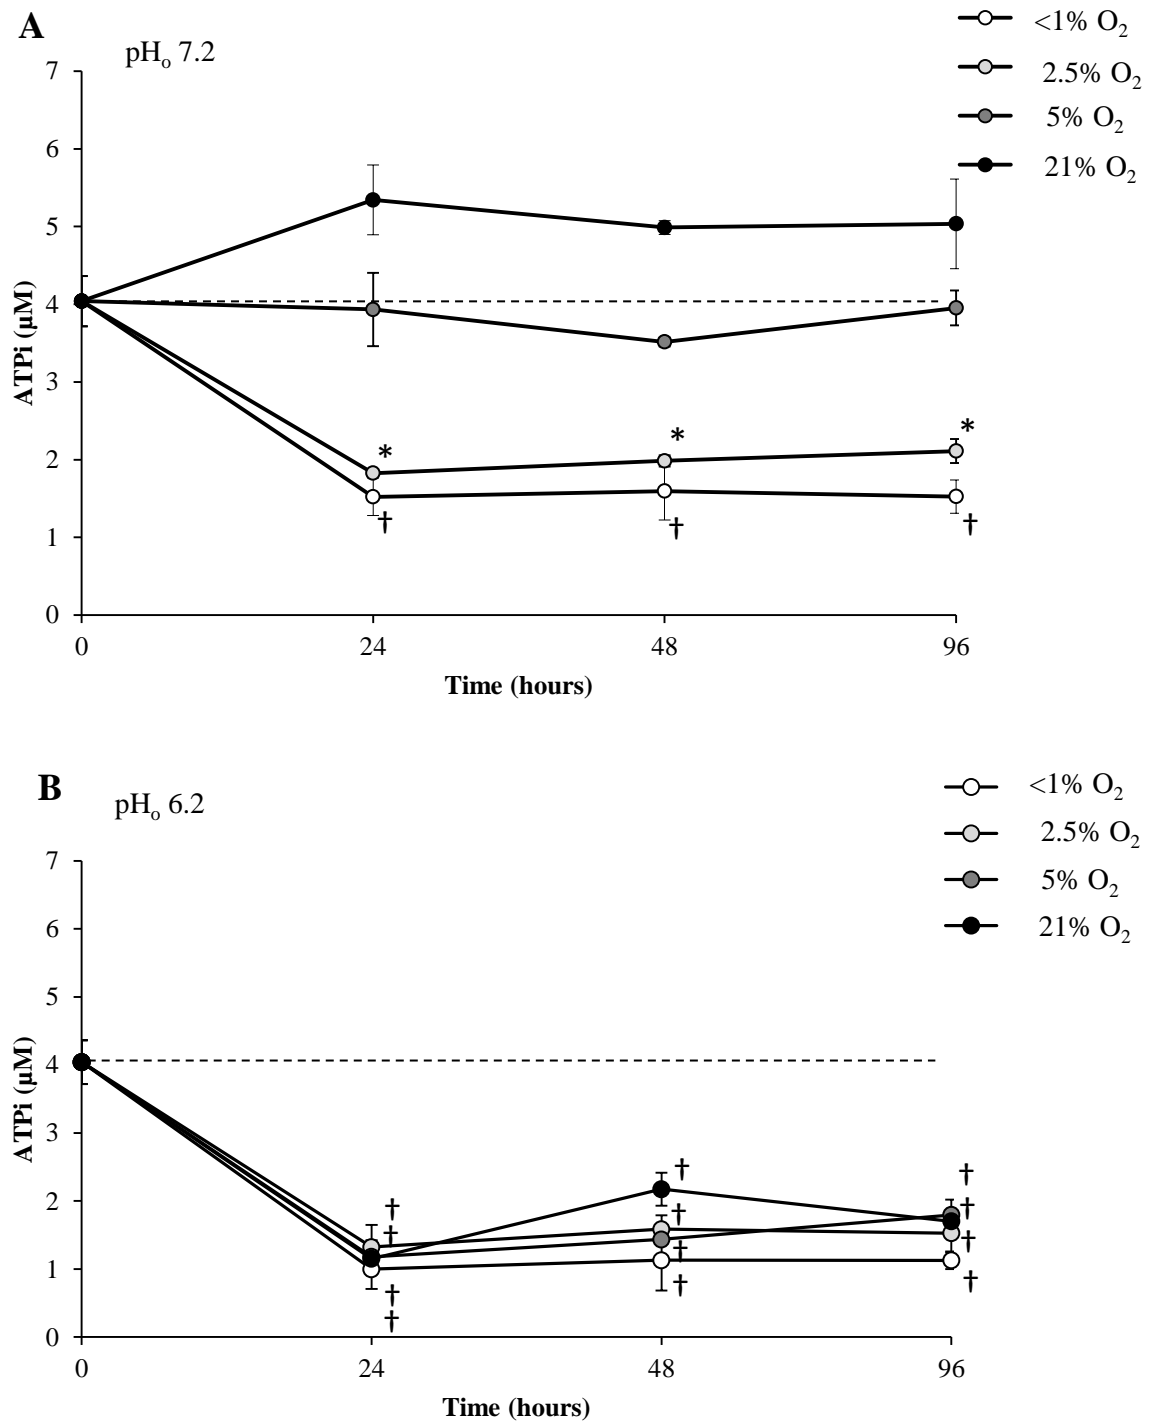 A
pHₒ 7.2
<1% O₂
2.5% O₂
5% O₂
21% O₂
7
6
5
4
3
2
1
0
ATPi (µM)
* * *
† † †
0 24 48 96
Time (hours)
B
pHₒ 6.2
<1% O₂
2.5% O₂
5% O₂
21% O₂
7
6
5
4
3
2
1
0
ATPi (µM)
† † †
† † †
† † †
† † †
0 24 48 96
Time (hours)